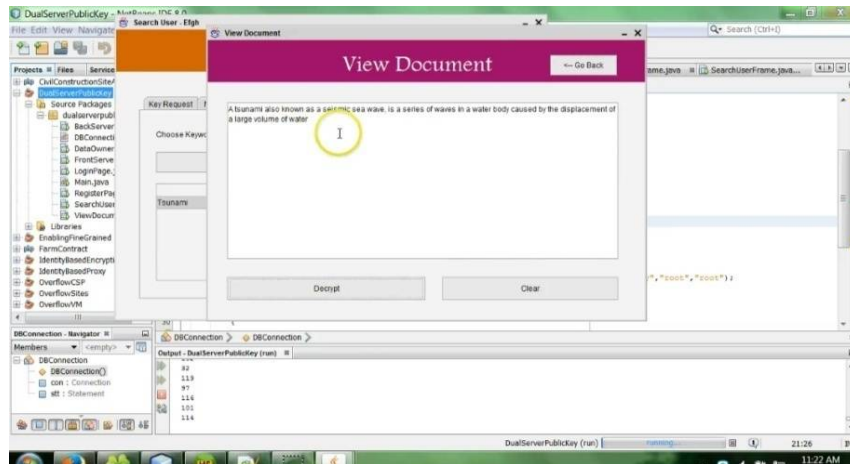 DualServerPublicKey - NetBeans IDE 8.0
File Edit View Navigate
Search (Ctrl+I)
Search User - Efgh
View Document
View Document
<-- Go Back
Projects Files Service
CivilConstructionSiteA
DualServerPublicKey
Source Packages
dualserverpubl
BackServer
DBConnecti
DataOwner
FrontServe
LoginPage.j
Main.java
RegisterPag
SearchUser
ViewDocum
Libraries
EnablingFineGrained
FarmContract
IdentityBasedEncrypti
IdentityBasedProxy
OverflowCSP
OverflowSites
OverflowVM
Key Request
Choose Keywo
Tsunami
A tsunami also known as a seismic sea wave, is a series of waves in a water body caused by the displacement of
a large volume of water
Decrypt
Clear
ame.java
SearchUserFrame.java...
","root","root");
DBConnection - Navigator
Members <empty>
DBConnection
DBConnection()
con : Connection
stt : Statement
DBConnection DBConnection
Output - DualServerPublicKey (run)
82
119
97
116
101
114
DualServerPublicKey (run)
running...
21:26
11:22 AM